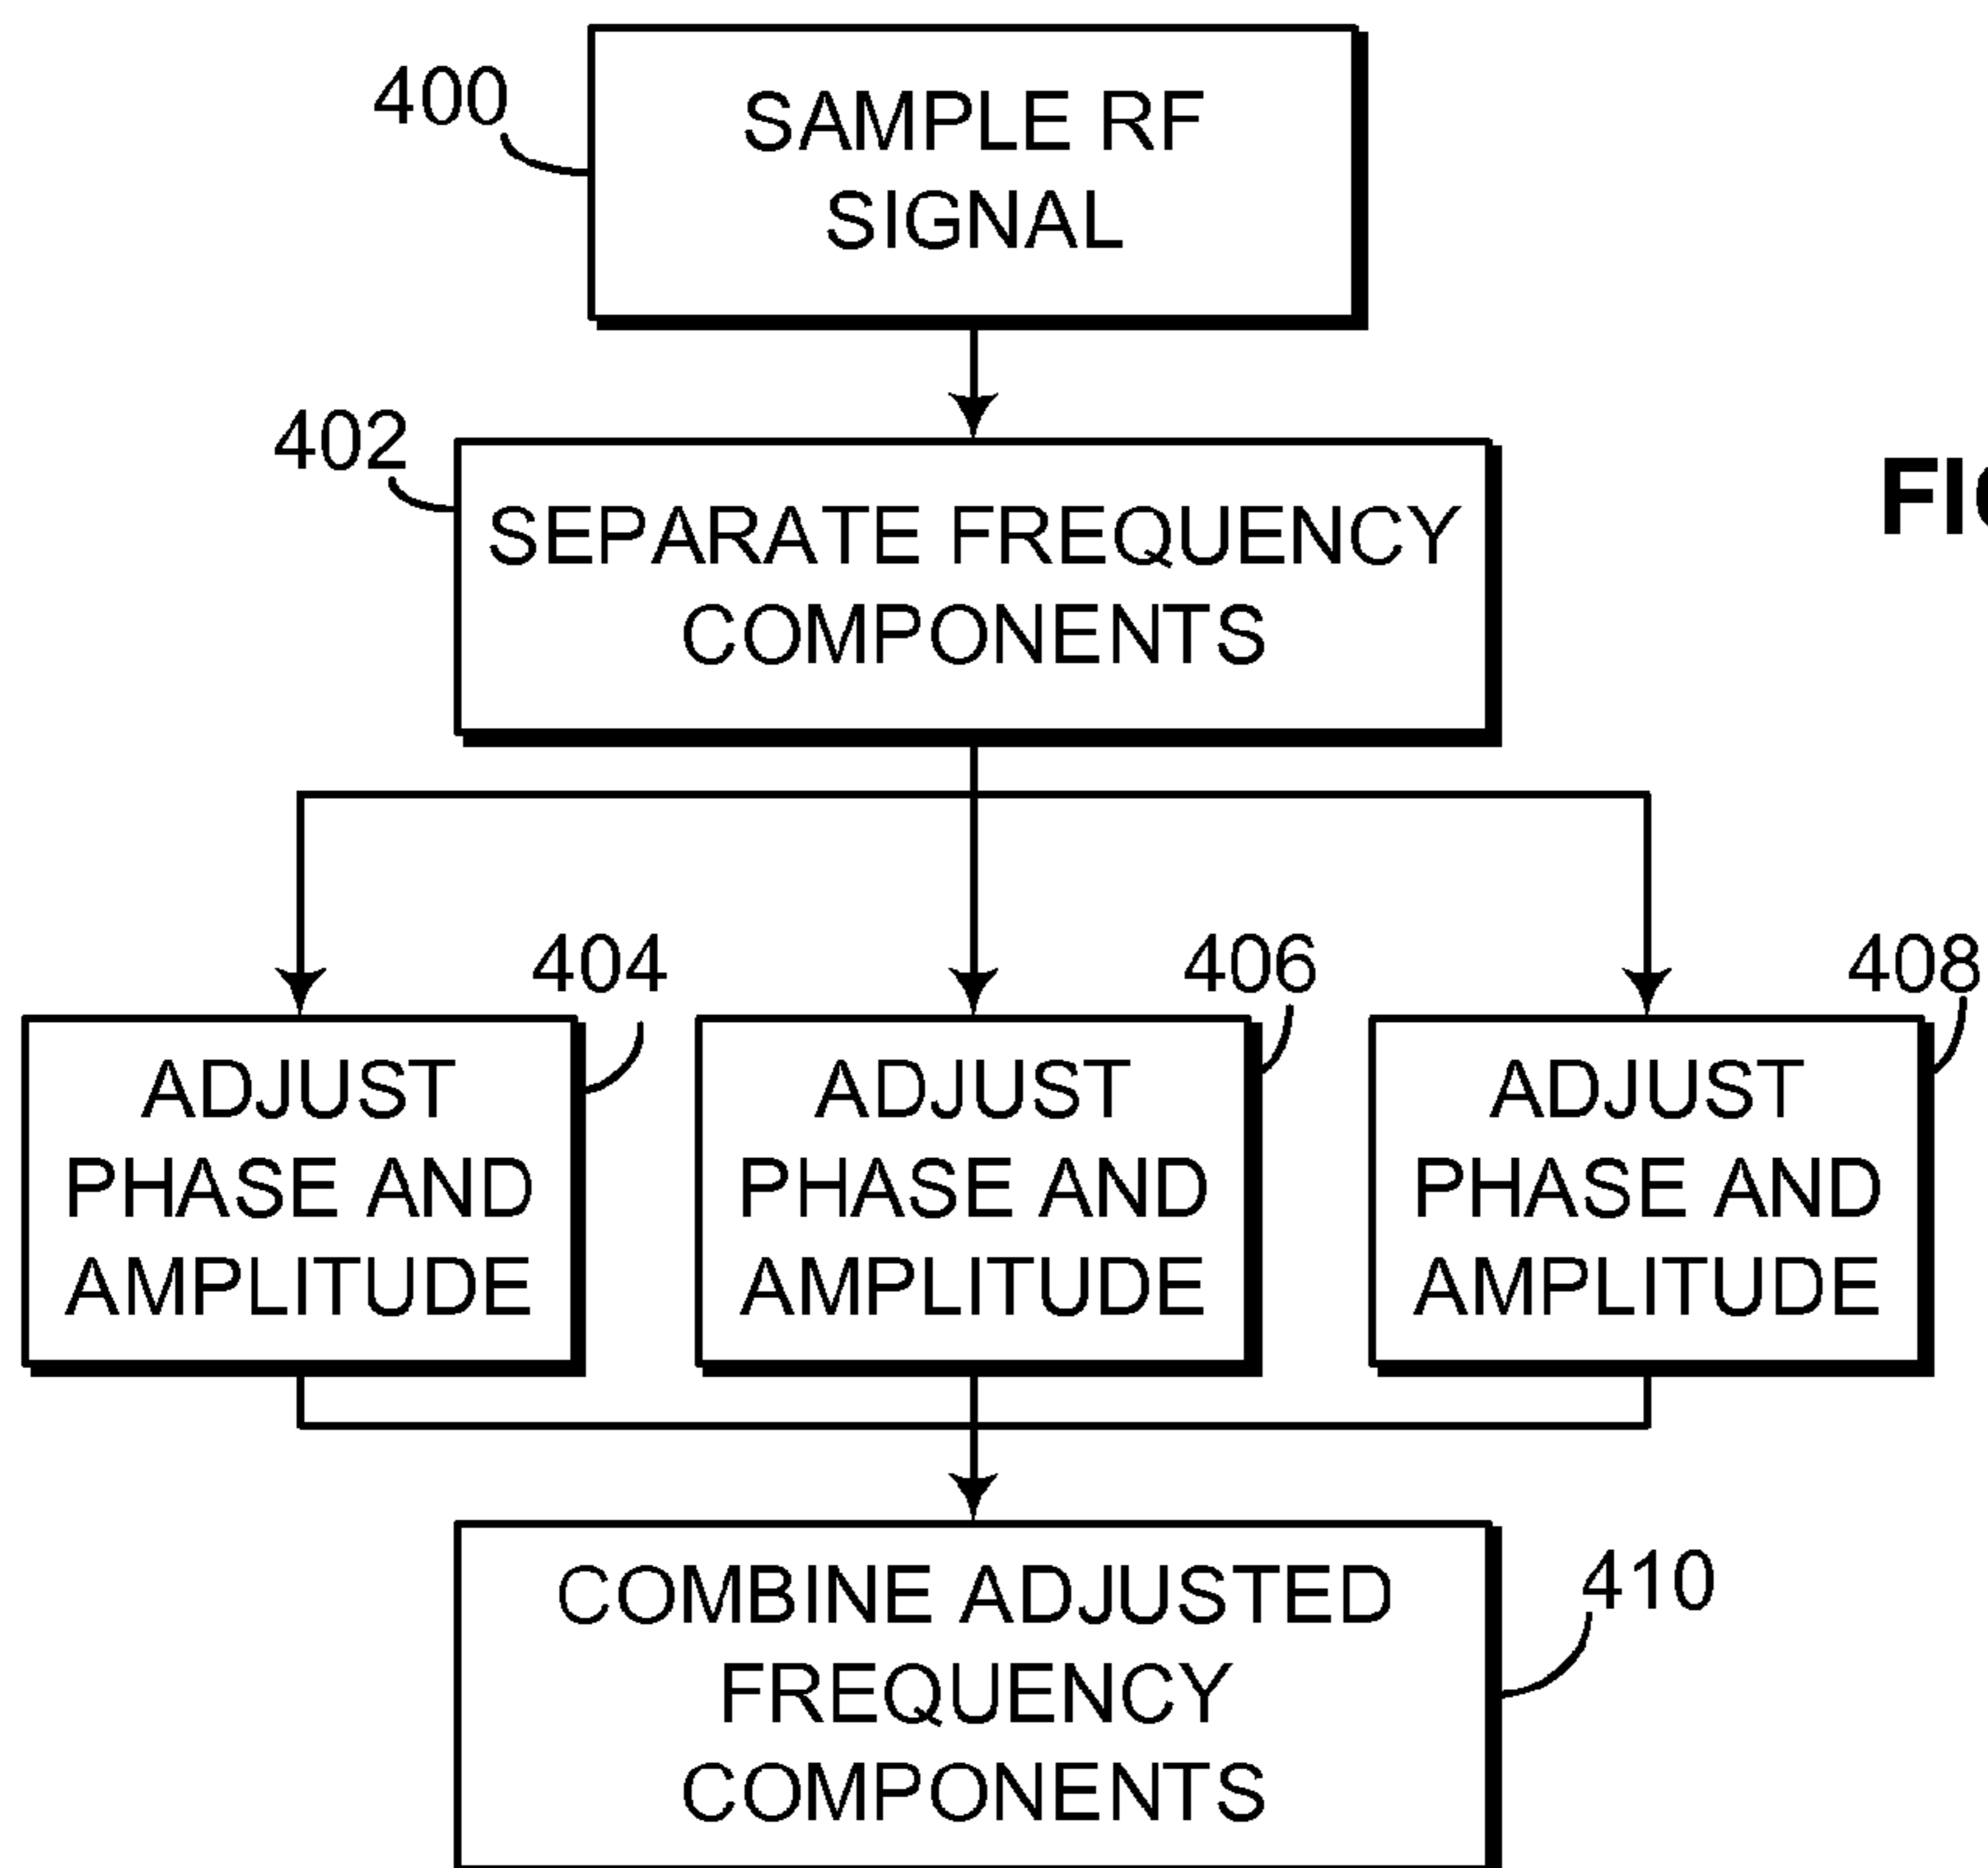 400
SAMPLE RF
SIGNAL
402
SEPARATE FREQUENCY
COMPONENTS
404
406
408
ADJUST
PHASE AND
AMPLITUDE
ADJUST
PHASE AND
AMPLITUDE
ADJUST
PHASE AND
AMPLITUDE
COMBINE ADJUSTED
FREQUENCY
COMPONENTS
410